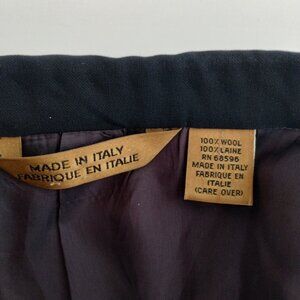 MADE IN ITALY
FABRIQUE EN ITALIE
100% WOOL
100% LAINE
RN 68596
MADE IN ITALY
FABRIQUE EN
ITALIE
(CARE OVER)